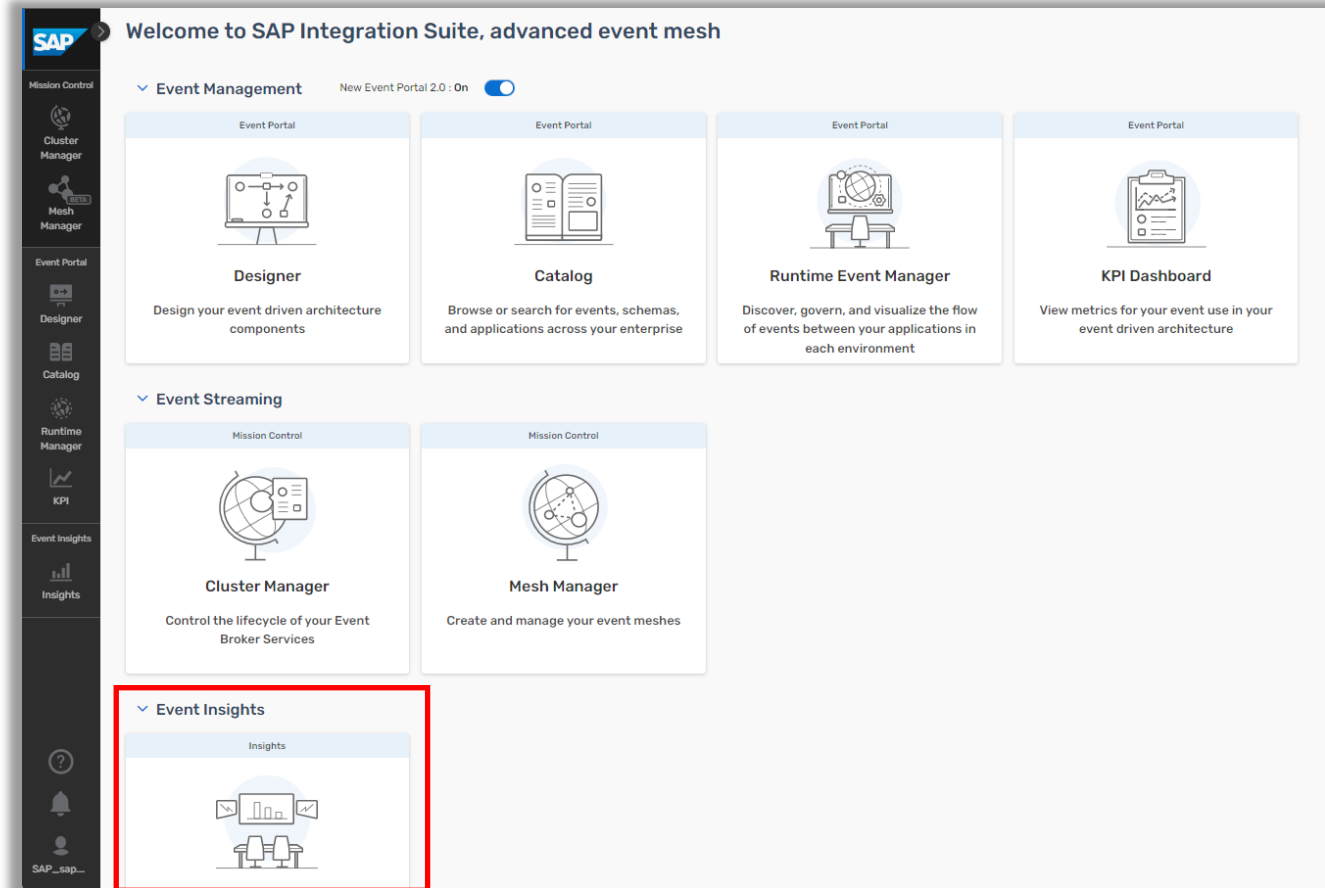 SAP
Welcome to SAP Integration Suite, advanced event mesh
Mission Control
Cluster
Manager
BETA
Mesh
Manager
Event Portal
Designer
Catalog
Runtime
Manager
KPI
Event Insights
Insights
?
SAP_sap...
Event Management
New Event Portal 2.0 : On
Event Portal
Designer
Design your event driven architecture
components
Event Portal
Catalog
Browse or search for events, schemas,
and applications across your enterprise
Event Portal
Runtime Event Manager
Discover, govern, and visualize the flow
of events between your applications in
each environment
Event Portal
KPI Dashboard
View metrics for your event use in your
event driven architecture
Event Streaming
Mission Control
Cluster Manager
Control the lifecycle of your Event
Broker Services
Mission Control
Mesh Manager
Create and manage your event meshes
Event Insights
Insights